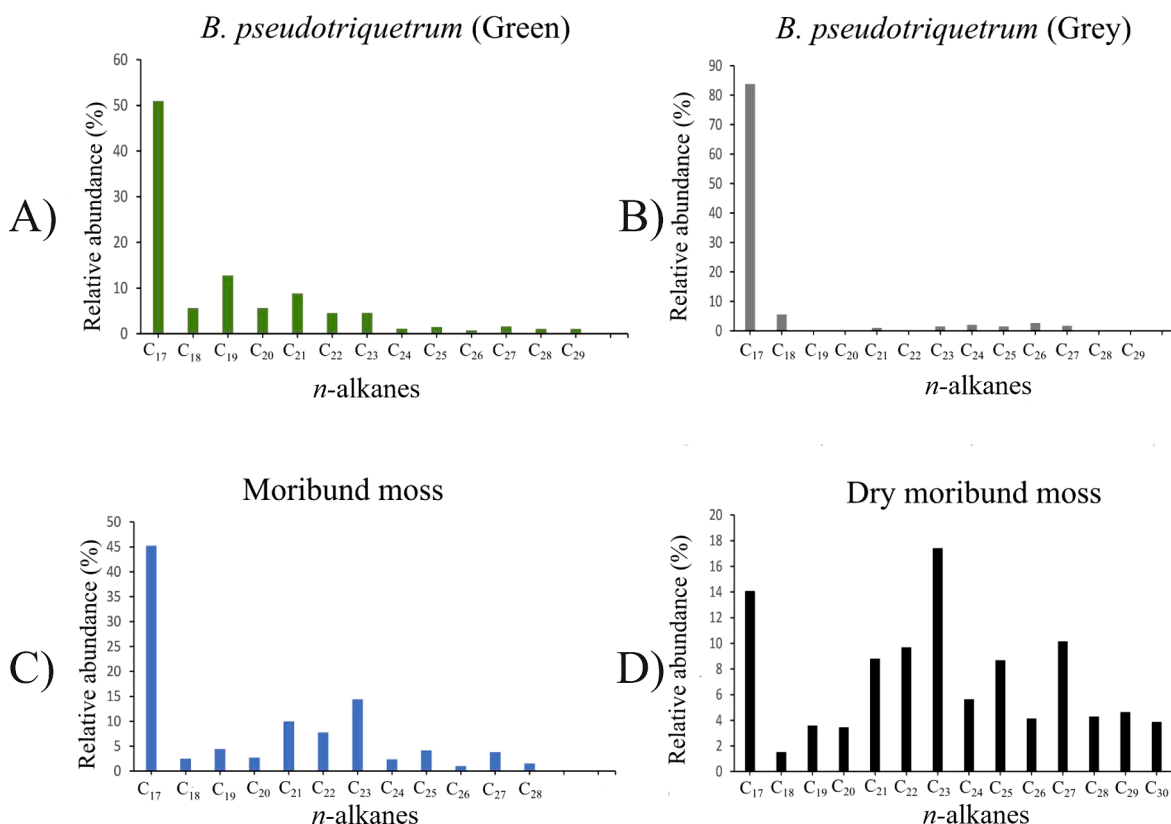 B. pseudotriquetrum (Green)
A)
Relative abundance (%)
60
50
40
30
20
10
0
C₁₇ C₁₈ C₁₉ C₂₀ C₂₁ C₂₂ C₂₃ C₂₄ C₂₅ C₂₆ C₂₇ C₂₈ C₂₉
n-alkanes
B. pseudotriquetrum (Grey)
B)
Relative abundance (%)
90
80
70
60
50
40
30
20
10
0
C₁₇ C₁₈ C₁₉ C₂₀ C₂₁ C₂₂ C₂₃ C₂₄ C₂₅ C₂₆ C₂₇ C₂₈ C₂₉
n-alkanes
Moribund moss
C)
Relative abundance (%)
50
45
40
35
30
25
20
15
10
5
0
C₁₇ C₁₈ C₁₉ C₂₀ C₂₁ C₂₂ C₂₃ C₂₄ C₂₅ C₂₆ C₂₇ C₂₈
n-alkanes
Dry moribund moss
D)
Relative abundance (%)
20
18
16
14
12
10
8
6
4
2
0
C₁₇ C₁₈ C₁₉ C₂₀ C₂₁ C₂₂ C₂₃ C₂₄ C₂₅ C₂₆ C₂₇ C₂₈ C₂₉ C₃₀
n-alkanes